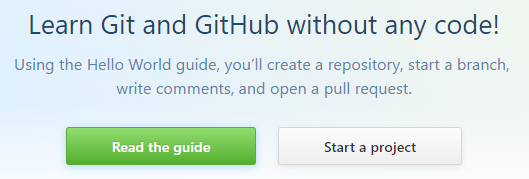 Learn Git and GitHub without any code!
Using the Hello World guide, you’ll create a repository, start a branch,
write comments, and open a pull request.
Read the guide
Start a project